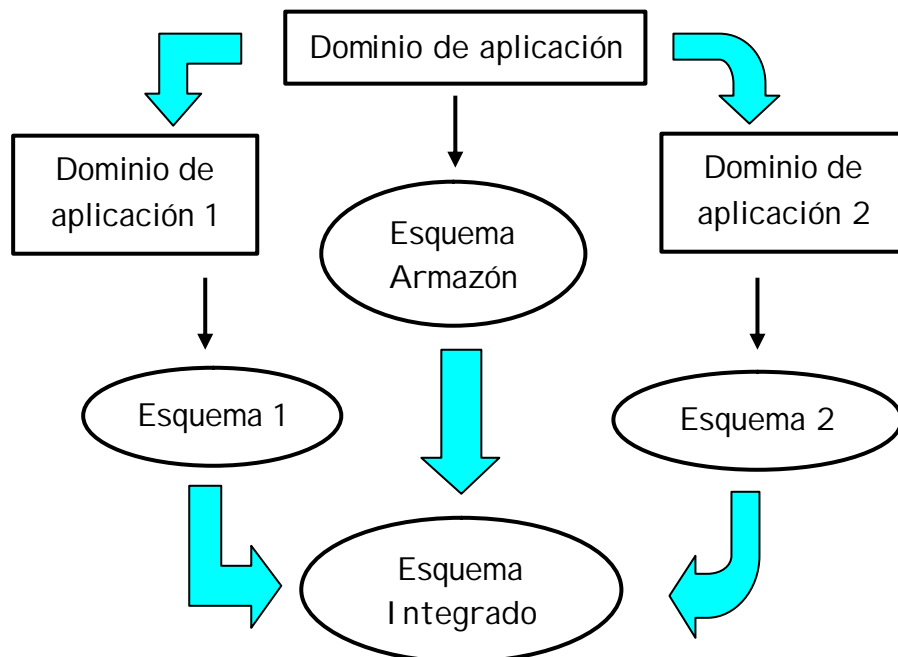 Dominio de aplicación
Dominio de
aplicación 1
Dominio de
aplicación 2
Esquema
Armazón
Esquema 1
Esquema 2
Esquema
Integrado